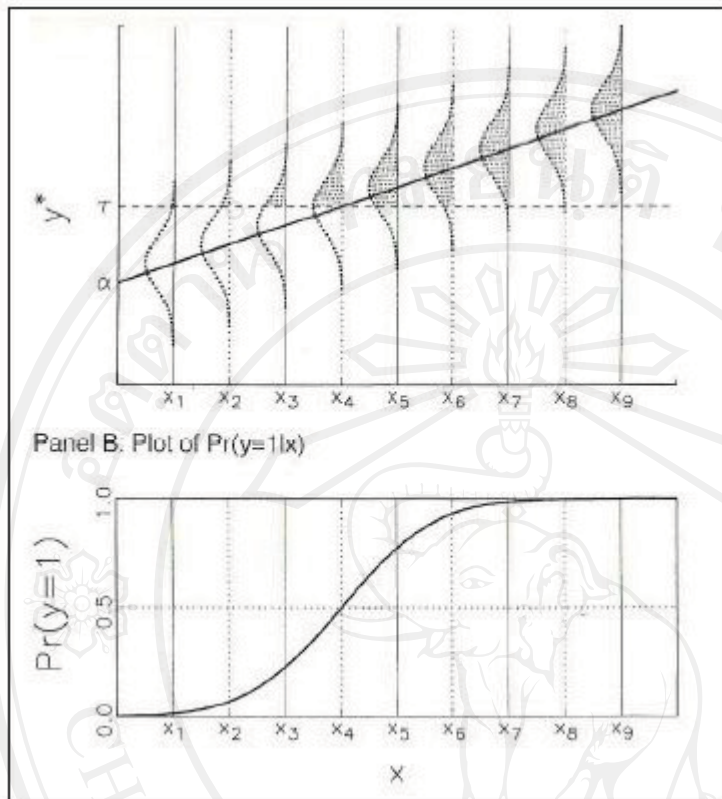 y*
τ
α
x1 x2 x3 x4 x5 x6 x7 x8 x9
Panel B. Plot of Pr(y=1|x)
Pr(y=1)
1.0
0.5
0.0
x1 x2 x3 x4 x5 x6 x7 x8 x9
x